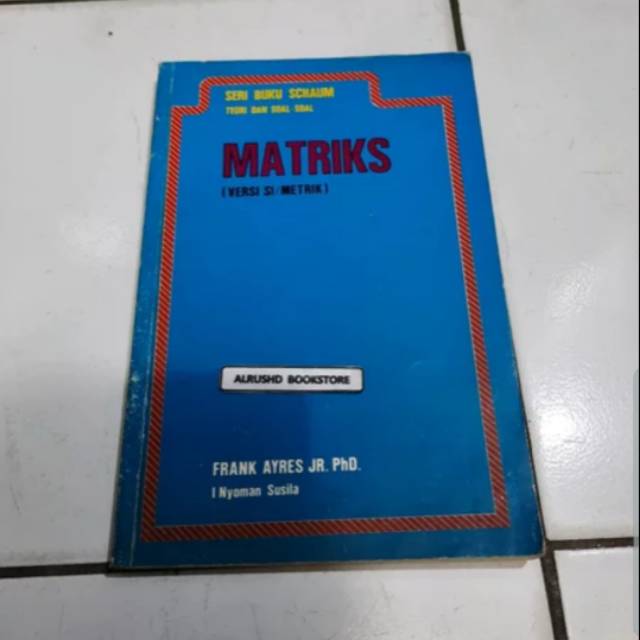 SERI BUKU SCHAUM
TEORI DAN SOAL SOAL
MATRIKS
(VERSI SI/METRIK)
ALRUSHD BOOKSTORE
FRANK AYRES JR. PhD.
I Nyoman Susila